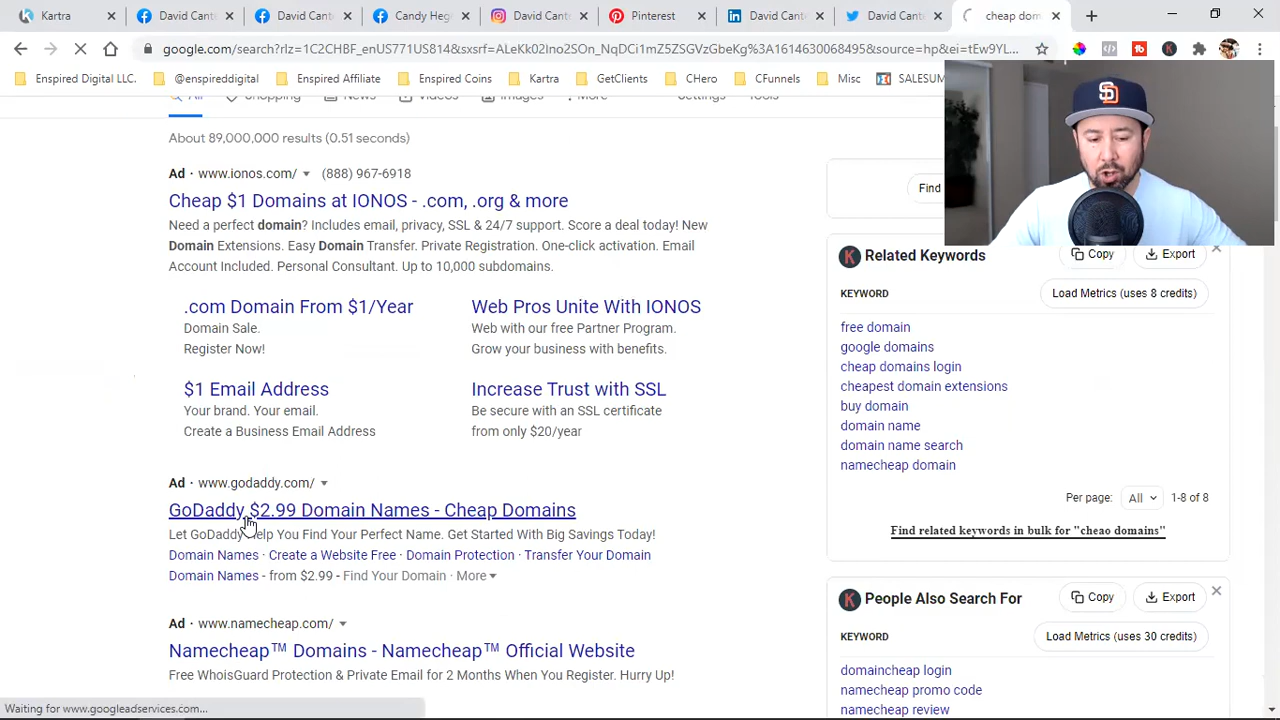 Kartra
David Cant
David Cant
Candy Heg
David Cant
Pinterest
David Cant
David Cant
cheap dom
google.com/search?rlz=1C2CHBF_enUS771US814&sxsrf=ALeKk02Ino2SOn_NqDCi1mZ5ZSGVzGbeKg%3A1614630068495&source=hp&ei=tEw9YL...
Enspired Digital LLC.
@enspireddigital
Enspired Affiliate
Enspired Coins
Kartra
GetClients
CHero
CFunnels
Misc
SALESUM
All
Shopping
News
Videos
Images
More
Settings
Tools
About 89,000,000 results (0.51 seconds)
Ad · www.ionos.com/ (888) 967-6918
Cheap $1 Domains at IONOS - .com, .org & more
Need a perfect domain? Includes email, privacy, SSL & 24/7 support. Score a deal today! New
Domain Extensions. Easy Domain Transfer. Private Registration. One-click activation. Email
Account Included. Personal Consultant. Up to 10,000 subdomains.
.com Domain From $1/Year
Domain Sale.
Register Now!
Web Pros Unite With IONOS
Web with our free Partner Program.
Grow your business with benefits.
$1 Email Address
Your brand. Your email.
Create a Business Email Address
Increase Trust with SSL
Be secure with an SSL certificate
from only $20/year
Ad · www.godaddy.com/
GoDaddy $2.99 Domain Names - Cheap Domains
Let GoDaddy Help You Find Your Perfect Name. Get Started With Big Savings Today!
Domain Names · Create a Website Free · Domain Protection · Transfer Your Domain
Domain Names - from $2.99 - Find Your Domain · More
Ad · www.namecheap.com/
Namecheap™ Domains - Namecheap™ Official Website
Free WhoisGuard Protection & Private Email for 2 Months When You Register. Hurry Up!
Waiting for www.googleadservices.com...
SD
Find
Related Keywords
Copy
Export
KEYWORD
Load Metrics (uses 8 credits)
free domain
google domains
cheap domains login
cheapest domain extensions
buy domain
domain name
domain name search
namecheap domain
Per page: All 1-8 of 8
Find related keywords in bulk for "cheao domains"
People Also Search For
Copy
Export
KEYWORD
Load Metrics (uses 30 credits)
domaincheap login
namecheap promo code
namecheap review